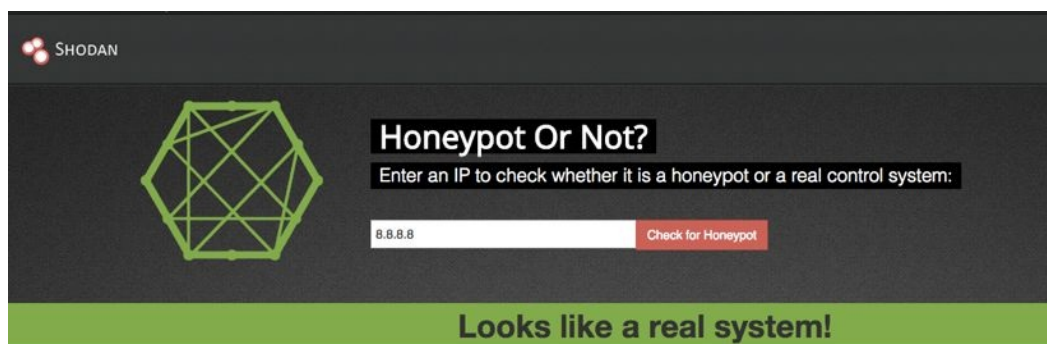 SHODAN
Honeypot Or Not?
Enter an IP to check whether it is a honeypot or a real control system:
8.8.8.8
Check for Honeypot
Looks like a real system!